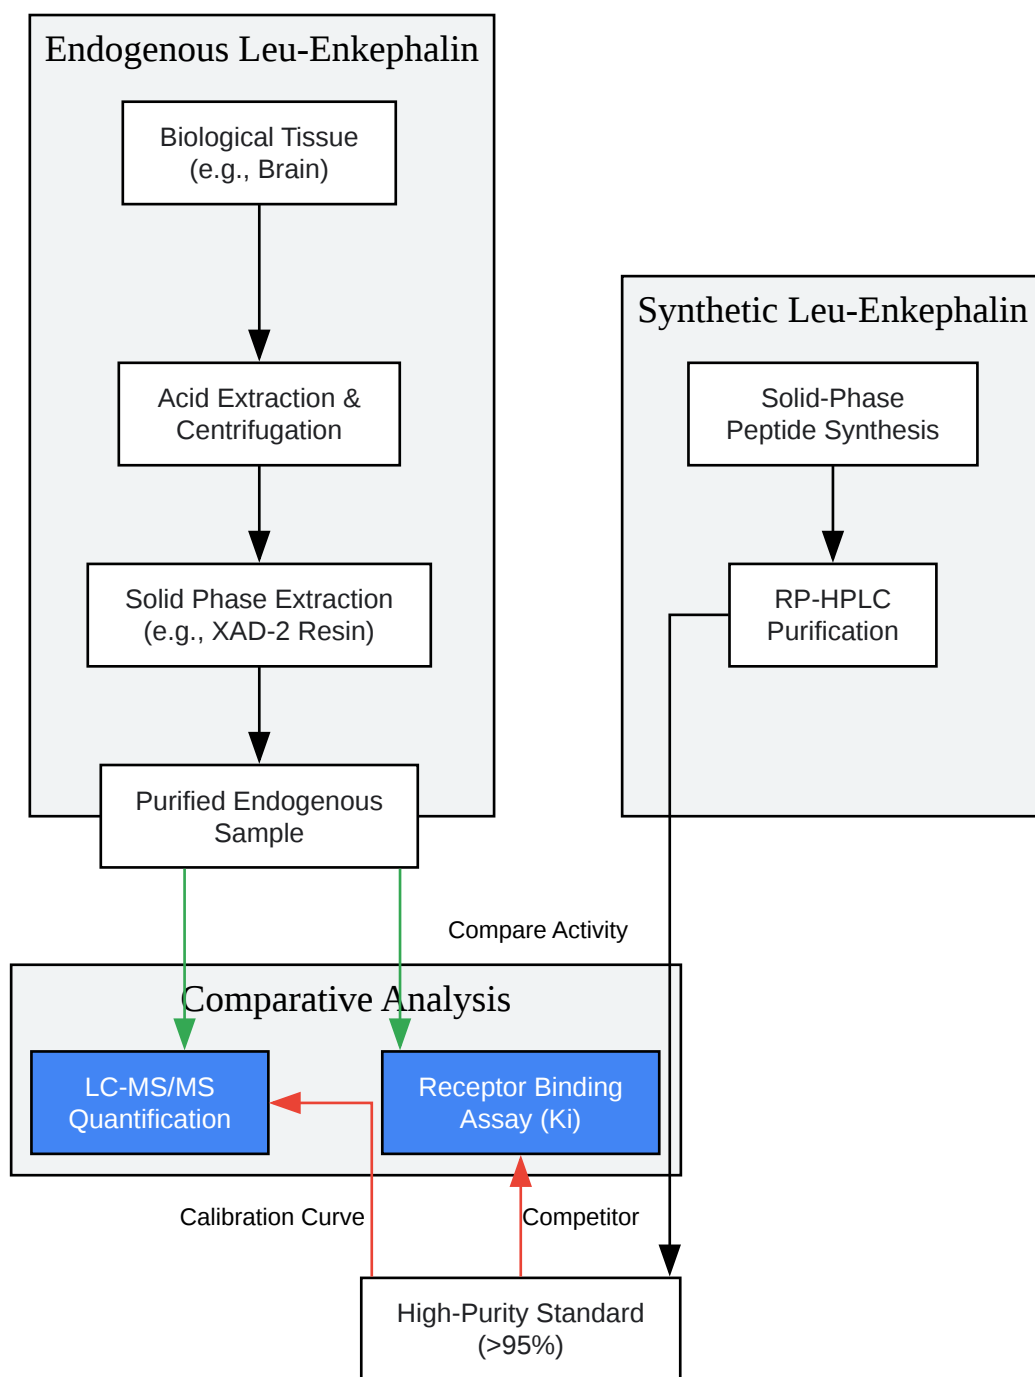 Endogenous Leu-Enkephalin
Biological Tissue
(e.g., Brain)
Acid Extraction &
Centrifugation
Solid Phase Extraction
(e.g., XAD-2 Resin)
Purified Endogenous
Sample
Synthetic Leu-Enkephalin
Solid-Phase
Peptide Synthesis
RP-HPLC
Purification
Compare Activity
Comparative Analysis
LC-MS/MS
Quantification
Receptor Binding
Assay (Ki)
Calibration Curve
Competitor
High-Purity Standard
(>95%)